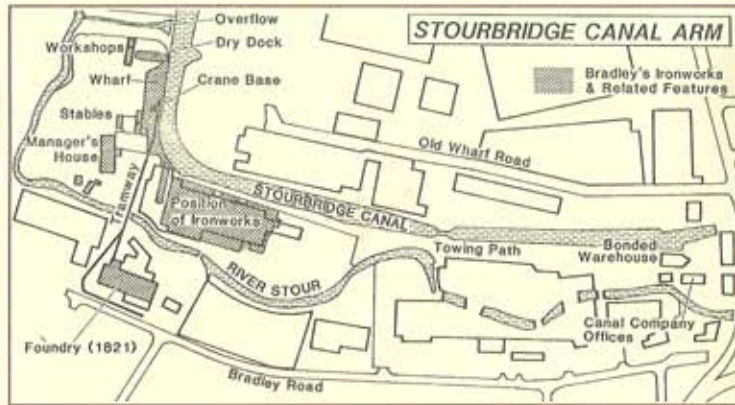 STOURBRIDGE CANAL ARM
Bradley's Ironworks
& Related Features
Overflow
Dry Dock
Workshops
Wharf
Crane Base
Stables
Manager's
House
Tramway
Old Wharf Road
Position
of Ironworks
STOURBRIDGE CANAL
Towing Path
Bonded
Warehouse
RIVER STOUR
Canal Company
Offices
Foundry (1821)
Bradley Road